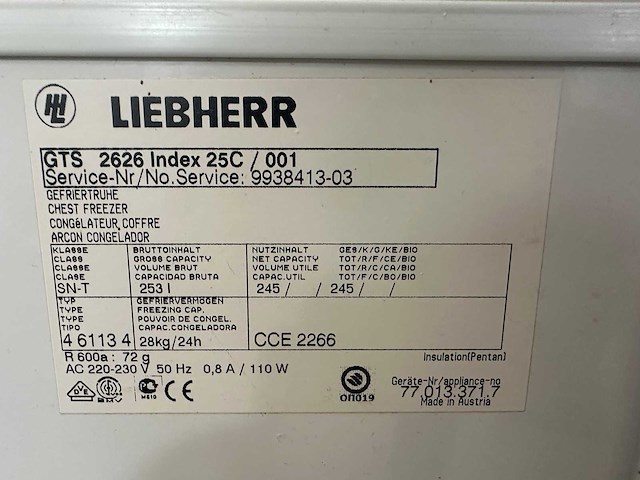 LIEBHERR
GTS 2626 Index 25C / 001
Service-Nr/No.Service: 9938413-03
GEFRIERTRUHE
CHEST FREEZER
CONGéLATEUR COFFRE
ARCON CONGELADOR
KLASSE BRUTTOINHALT NUTZINHALT GES/K/G/KE/BIO
CLASS GROSS CAPACITY NET CAPACITY TOT/R/F/CE/BIO
CLASSE VOLUME BRUT VOLUME UTILE TOT/R/C/CA/BIO
CLASE CAPACIDAD BRUTA CAPAC.UTIL TOT/F/C/BO/BIO
SN-T 253 l 245 / / 245 / /
TYP GEFRIERVERMÖGEN
TYPE FREEZING CAP.
TYPE POUVOIR DE CONGEL.
TIPO CAPAC.CONGELADORA
4 6113 4 28kg/24h CCE 2266
R 600a : 72 g Insulation(Pentan)
AC 220-230 V 50 Hz 0,8 A / 110 W
Geräte-Nr/appliance-no
77.013.371.7
Made in Austria
ÖVE CE ОП019